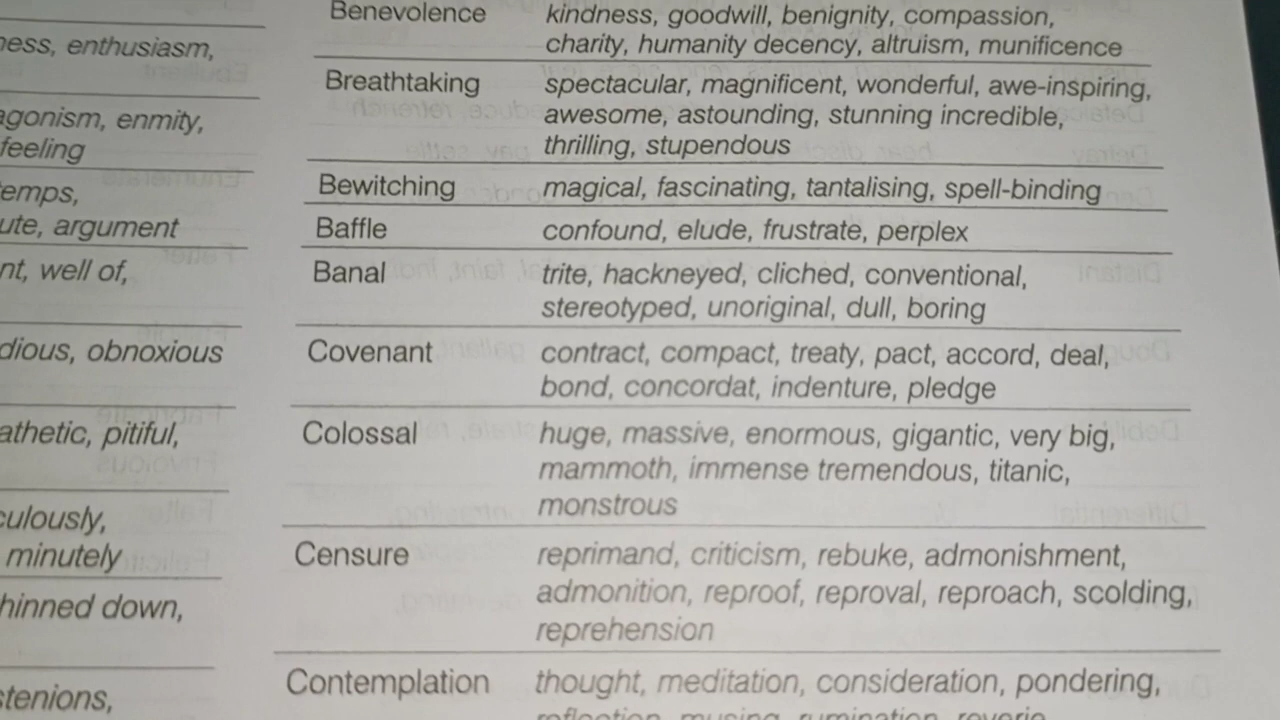 ness, enthusiasm,
agonism, enmity,
feeling
temps,
ute, argument
nt, well of,
dious, obnoxious
athetic, pitiful,
culously,
minutely
hinned down,
stenions,
Benevolence kindness, goodwill, benignity, compassion,
charity, humanity decency, altruism, munificence
Breathtaking spectacular, magnificent, wonderful, awe-inspiring,
awesome, astounding, stunning incredible,
thrilling, stupendous
Bewitching magical, fascinating, tantalising, spell-binding
Baffle confound, elude, frustrate, perplex
Banal trite, hackneyed, cliched, conventional,
stereotyped, unoriginal, dull, boring
Covenant contract, compact, treaty, pact, accord, deal,
bond, concordat, indenture, pledge
Colossal huge, massive, enormous, gigantic, very big,
mammoth, immense tremendous, titanic,
monstrous
Censure reprimand, criticism, rebuke, admonishment,
admonition, reproof, reproval, reproach, scolding,
reprehension
Contemplation thought, meditation, consideration, pondering,
reflection, musing, rumination, reverie